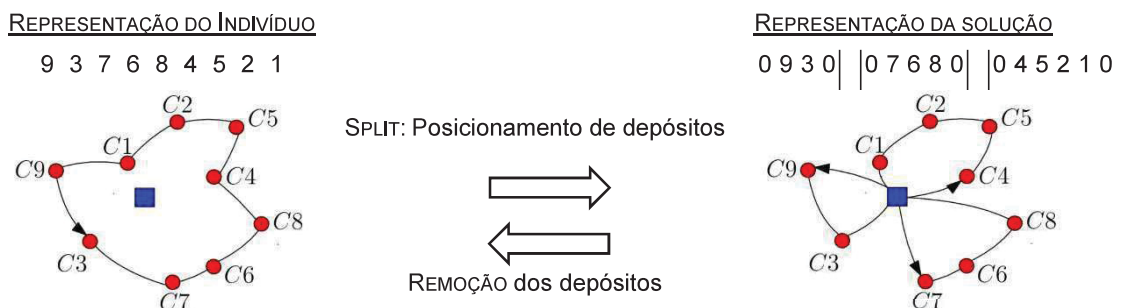 REPRESENTAÇÃO DO INDIVÍDUO
9 3 7 6 8 4 5 2 1
C2
C5
C1
C9
C4
C8
C3
C6
C7
SPLIT: Posicionamento de depósitos
REMOÇÃO dos depósitos
REPRESENTAÇÃO DA SOLUÇÃO
0 9 3 0 | | 0 7 6 8 0 | | 0 4 5 2 1 0
C2
C5
C1
C9
C4
C8
C3
C6
C7